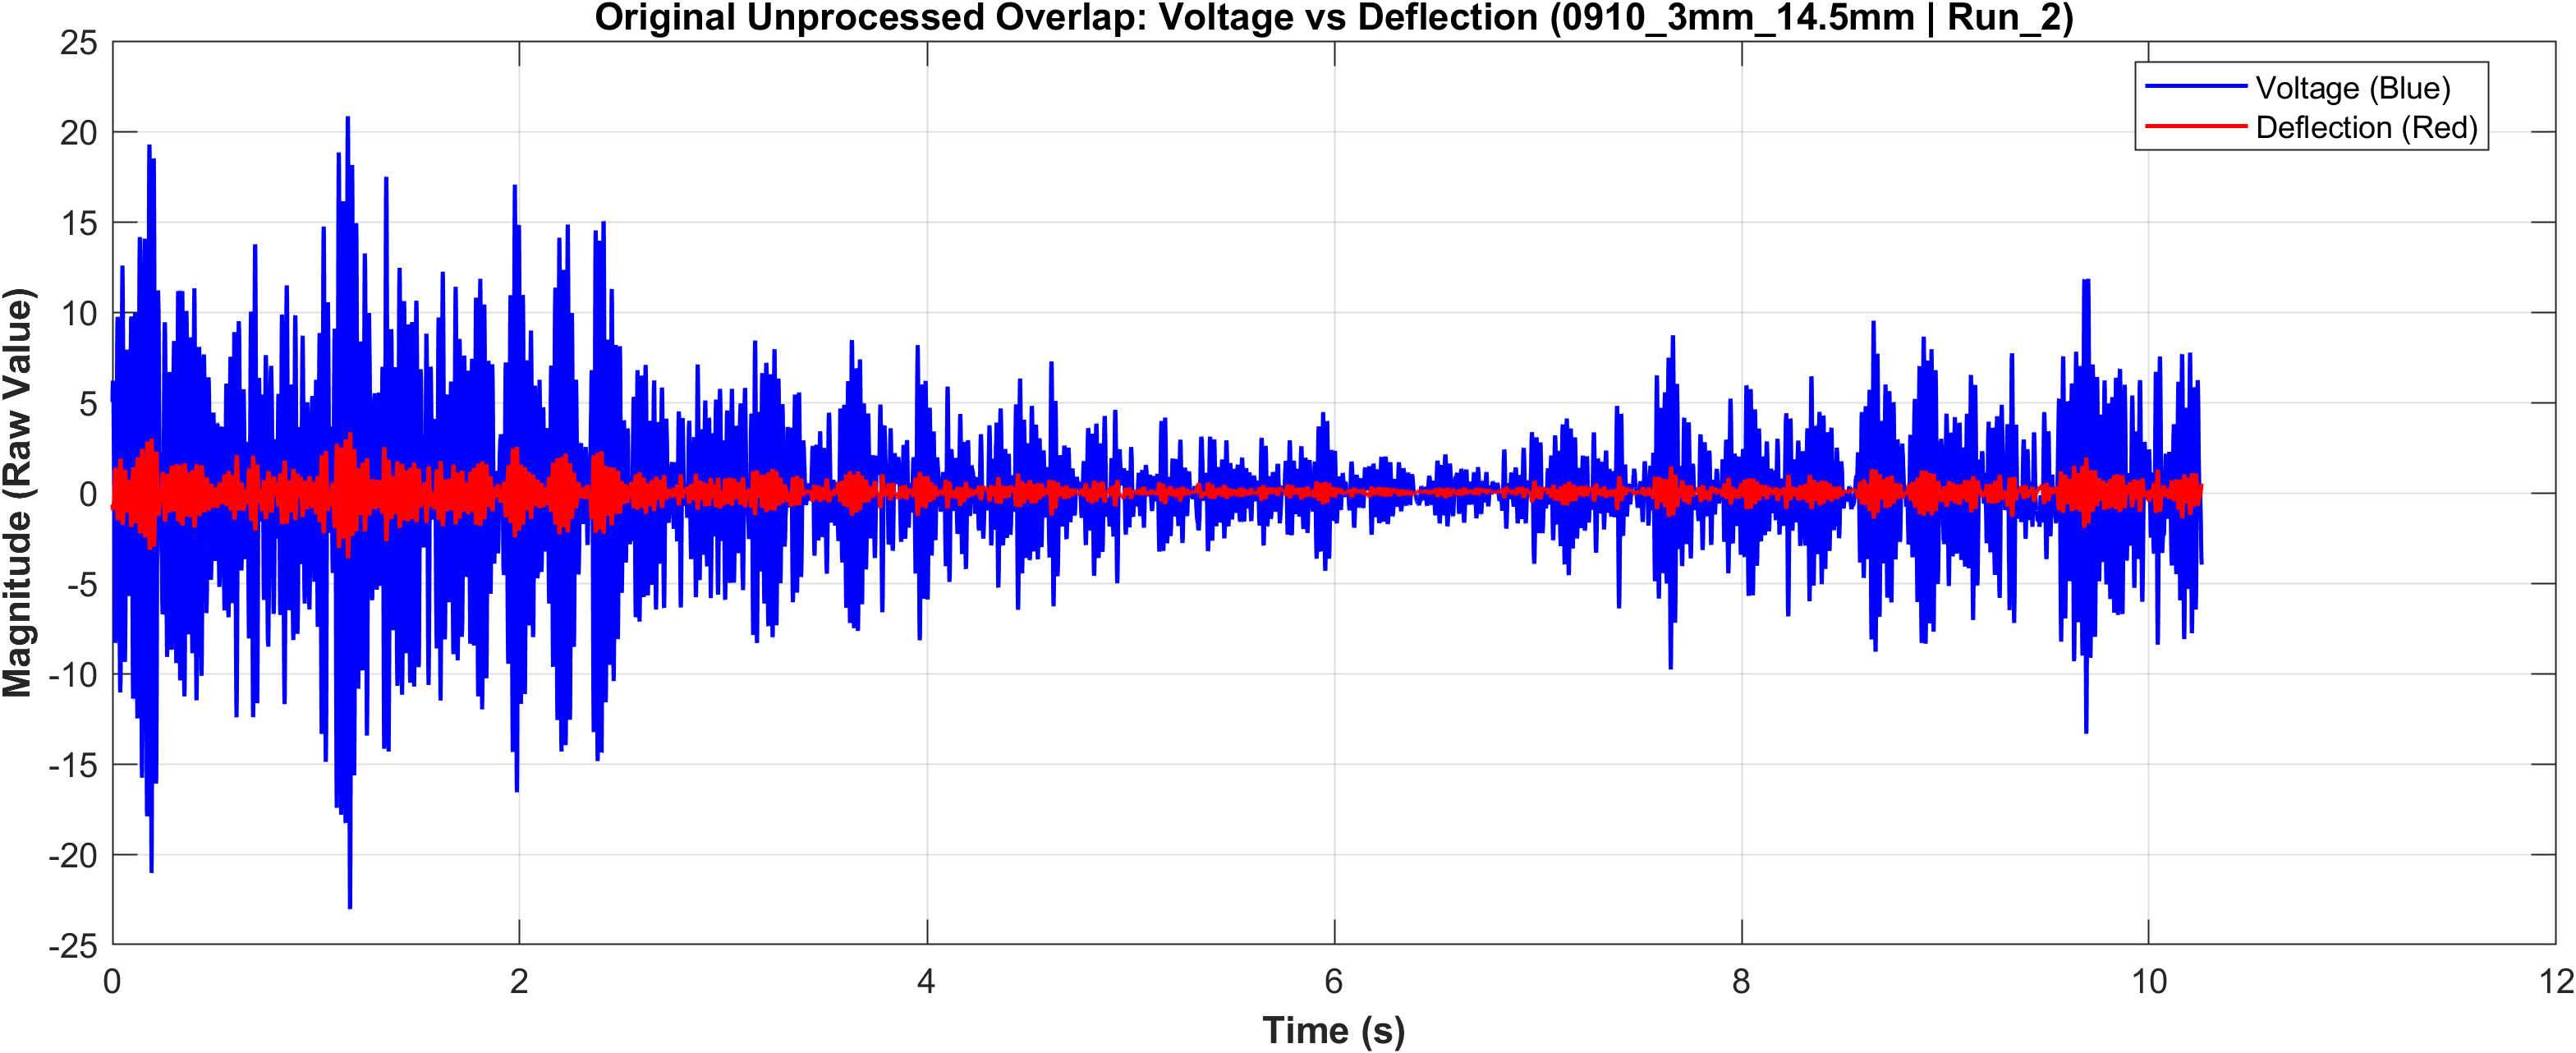 Original Unprocessed Overlap: Voltage vs Deflection (0910_3mm_14.5mm | Run_2)
Voltage (Blue)
Deflection (Red)
Magnitude (Raw Value)
25
20
15
10
5
0
-5
-10
-15
-20
-25
0 2 4 6 8 10 12
Time (s)